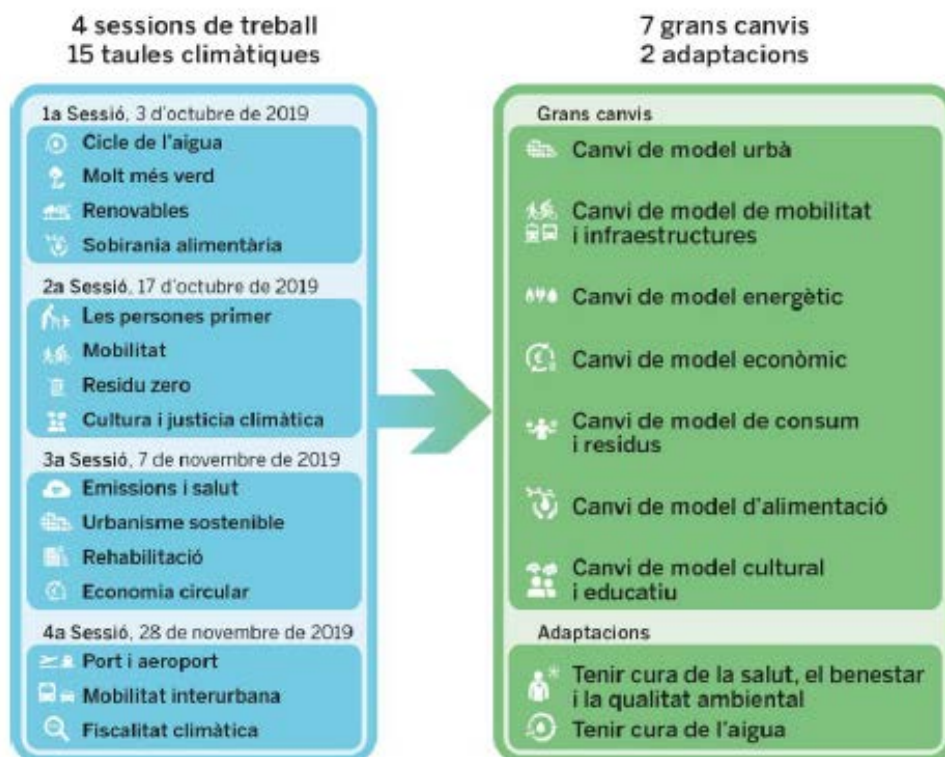 4 sessions de treball
15 taules climàtiques
1a Sessió, 3 d'octubre de 2019
Cicle de l'aigua
Molt més verd
Renovables
Sobirania alimentària
2a Sessió, 17 d'octubre de 2019
Les persones primer
Mobilitat
Residu zero
Cultura i justícia climàtica
3a Sessió, 7 de novembre de 2019
Emissions i salut
Urbanisme sostenible
Rehabilitació
Economia circular
4a Sessió, 28 de novembre de 2019
Port i aeroport
Mobilitat interurbana
Fiscalitat climàtica
7 grans canvis
2 adaptacions
Grans canvis
Canvi de model urbà
Canvi de model de mobilitat
i infraestructures
Canvi de model energètic
Canvi de model econòmic
Canvi de model de consum
i residus
Canvi de model d'alimentació
Canvi de model cultural
i educatiu
Adaptacions
Tenir cura de la salut, el benestar
i la qualitat ambiental
Tenir cura de l'aigua